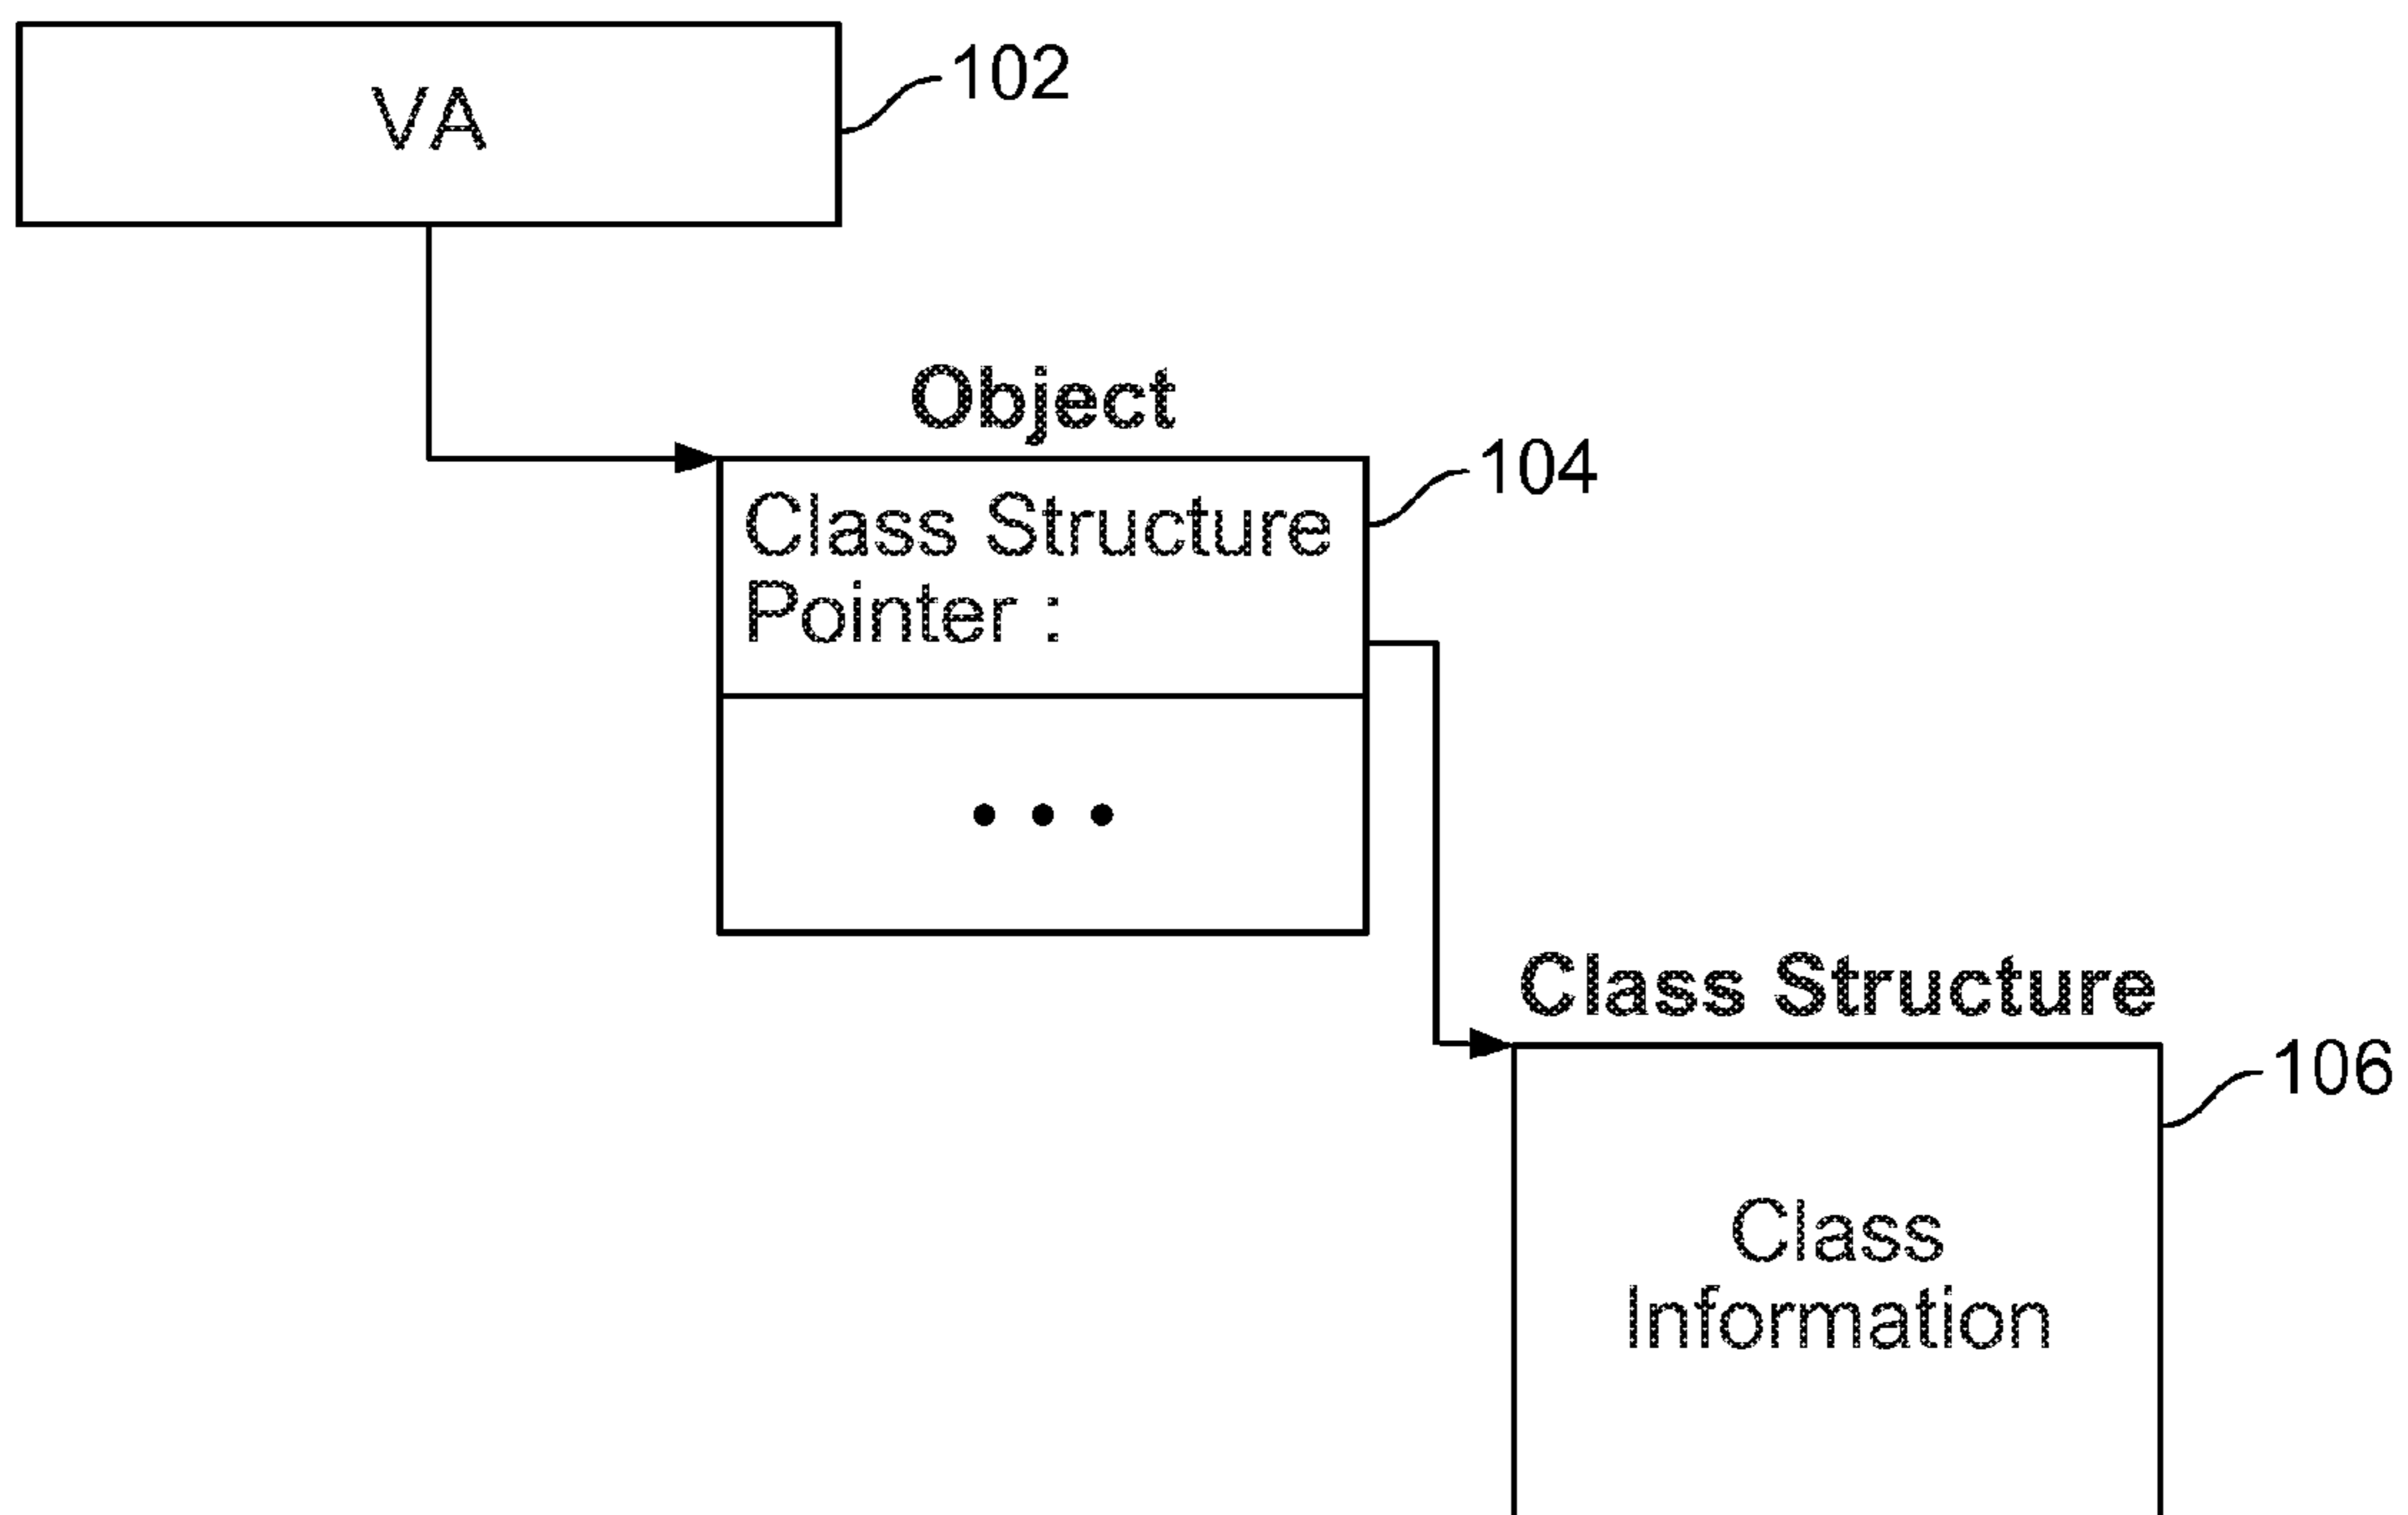 VA
102
Object
104
Class Structure
Pointer :
• • •
Class Structure
106
Class
Information